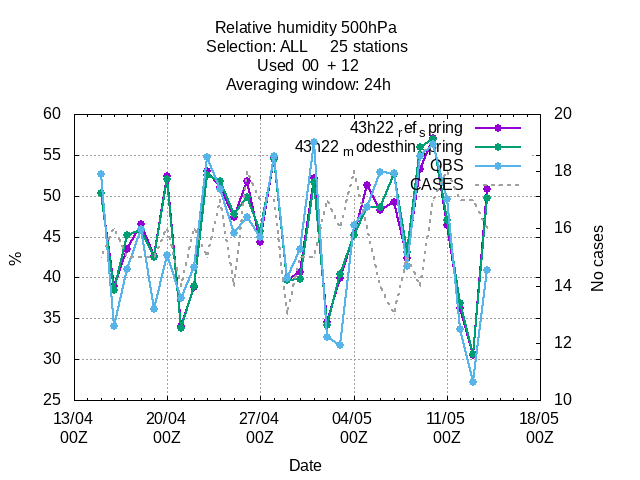 Relative humidity 500hPa
Selection: ALL 25 stations
Used 00 + 12
Averaging window: 24h
60
55
50
45
40
35
30
25
%
20
18
16
14
12
10
No cases
43h22_ref_spring
43h22_modesthin_spring
OBS
CASES
13/04 00Z
20/04 00Z
27/04 00Z
04/05 00Z
11/05 00Z
18/05 00Z
Date